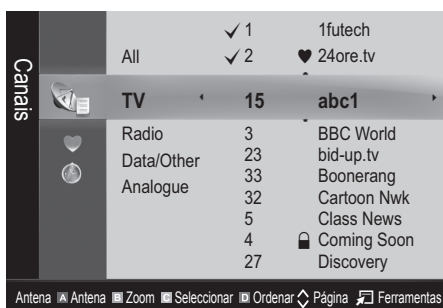 Canais
✓ 1 1futech
All ✓ 2 ♥ 24ore.tv
TV 15 abc1
Radio 3 BBC World
Data/Other 23 bid-up.tv
Analogue 33 Boonerang
32 Cartoon Nwk
5 Class News
4 Coming Soon
27 Discovery
Antena A Antena B Zoom C Seleccionar D Ordenar Página Ferramentas